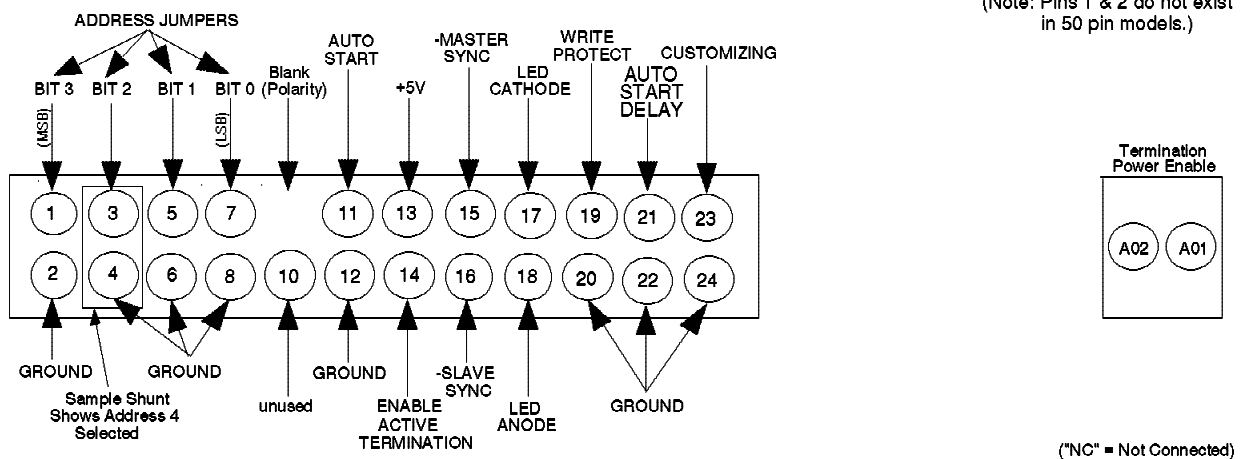 (Note: Pins 1 & 2 do not exist
in 50 pin models.)
ADDRESS JUMPERS
BIT 3
BIT 2
BIT 1
BIT 0
(MSB)
(LSB)
Blank
(Polarity)
AUTO
START
+5V
-MASTER
SYNC
LED
CATHODE
WRITE
PROTECT
AUTO
START
DELAY
CUSTOMIZING
1
3
5
7
11
13
15
17
19
21
23
2
4
6
8
10
12
14
16
18
20
22
24
GROUND
GROUND
Sample Shunt
Shows Address 4
Selected
unused
GROUND
ENABLE
ACTIVE
TERMINATION
-SLAVE
SYNC
LED
ANODE
GROUND
Termination
Power Enable
A02
A01
("NC" = Not Connected)